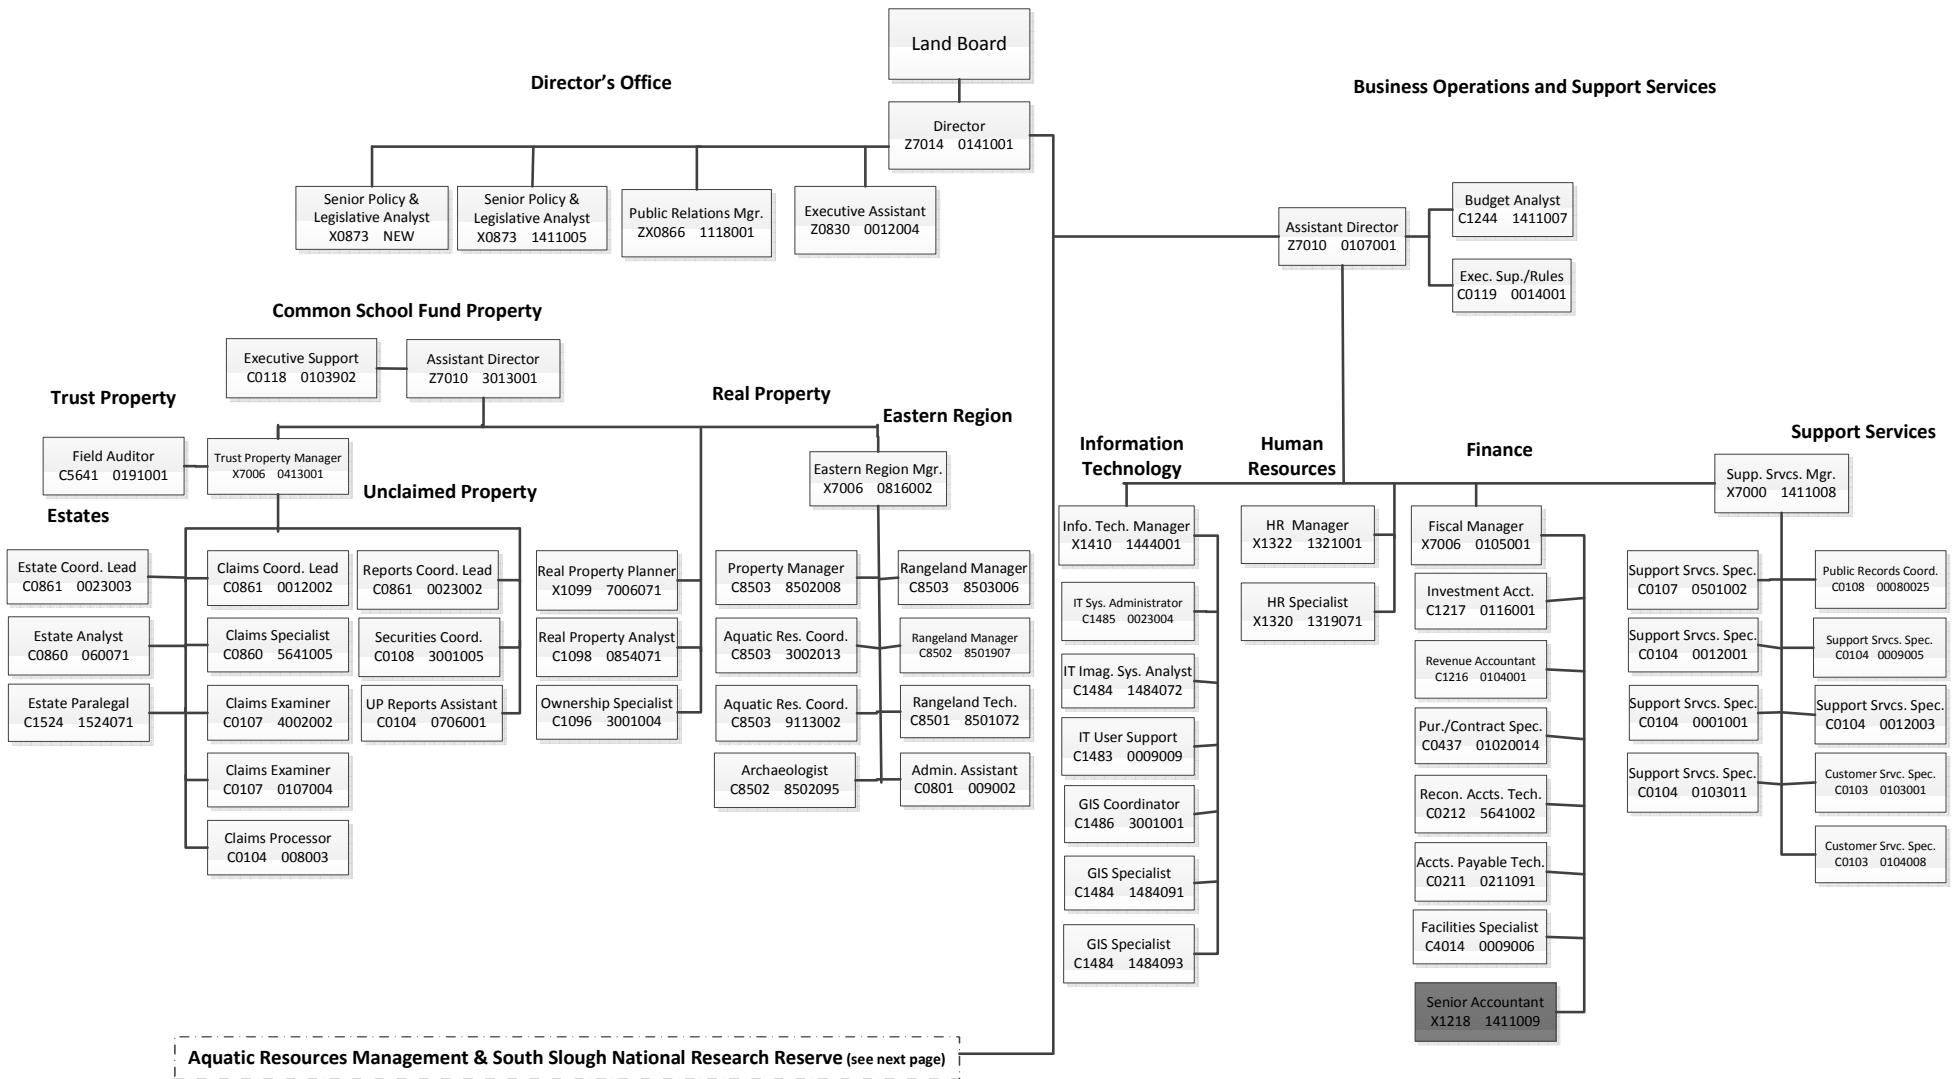 Land Board
Director's Office
Business Operations and Support Services
Director
Z7014 0141001
Senior Policy &
Legislative Analyst
X0873 NEW
Senior Policy &
Legislative Analyst
X0873 1411005
Public Relations Mgr.
ZX0866 1118001
Executive Assistant
Z0830 0012004
Assistant Director
Z7010 0107001
Budget Analyst
C1244 1411007
Exec. Sup./Rules
C0119 0014001
Common School Fund Property
Executive Support
C0118 0103902
Assistant Director
Z7010 3013001
Trust Property
Real Property
Eastern Region
Field Auditor
C5641 0191001
Trust Property Manager
X7006 0413001
Eastern Region Mgr.
X7006 0816002
Unclaimed Property
Estates
Estate Coord. Lead
C0861 0023003
Estate Analyst
C0860 060071
Estate Paralegal
C1524 1524071
Claims Coord. Lead
C0861 0012002
Claims Specialist
C0860 5641005
Claims Examiner
C0107 4002002
Claims Examiner
C0107 0107004
Claims Processor
C0104 008003
Reports Coord. Lead
C0861 0023002
Securities Coord.
C0108 3001005
UP Reports Assistant
C0104 0706001
Real Property Planner
X1099 7006071
Real Property Analyst
C1098 0854071
Ownership Specialist
C1096 3001004
Property Manager
C8503 8502008
Aquatic Res. Coord.
C8503 3002013
Aquatic Res. Coord.
C8503 9113002
Archaeologist
C8502 8502095
Rangeland Manager
C8503 8503006
Rangeland Manager
C8502 8501907
Rangeland Tech.
C8501 8501072
Admin. Assistant
C0801 009002
Information
Technology
Human
Resources
Finance
Support Services
Info. Tech. Manager
X1410 1444001
IT Sys. Administrator
C1485 0023004
IT Imag. Sys. Analyst
C1484 1484072
IT User Support
C1483 0009009
GIS Coordinator
C1486 3001001
GIS Specialist
C1484 1484091
GIS Specialist
C1484 1484093
HR Manager
X1322 1321001
HR Specialist
X1320 1319071
Fiscal Manager
X7006 0105001
Investment Acct.
C1217 0116001
Revenue Accountant
C1216 0104001
Pur./Contract Spec.
C0437 01020014
Recon. Accts. Tech.
C0212 5641002
Accts. Payable Tech.
C0211 0211091
Facilities Specialist
C4014 0009006
Senior Accountant
X1218 1411009
Supp. Srvcs. Mgr.
X7000 1411008
Support Srvcs. Spec.
C0107 0501002
Support Srvcs. Spec.
C0104 0012001
Support Srvcs. Spec.
C0104 0001001
Support Srvcs. Spec.
C0104 0103011
Public Records Coord.
C0108 00080025
Support Srvcs. Spec.
C0104 0009005
Support Srvcs. Spec.
C0104 0012003
Customer Srvc. Spec.
C0103 0103001
Customer Srvc. Spec.
C0103 0104008
Aquatic Resources Management & South Slough National Research Reserve (see next page)